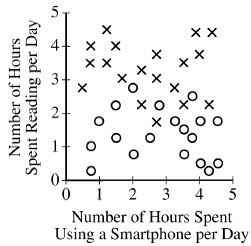 Number of Hours
Spent Reading per Day
5
4
3
2
1
0
0 1 2 3 4 5
Number of Hours Spent
Using a Smartphone per Day